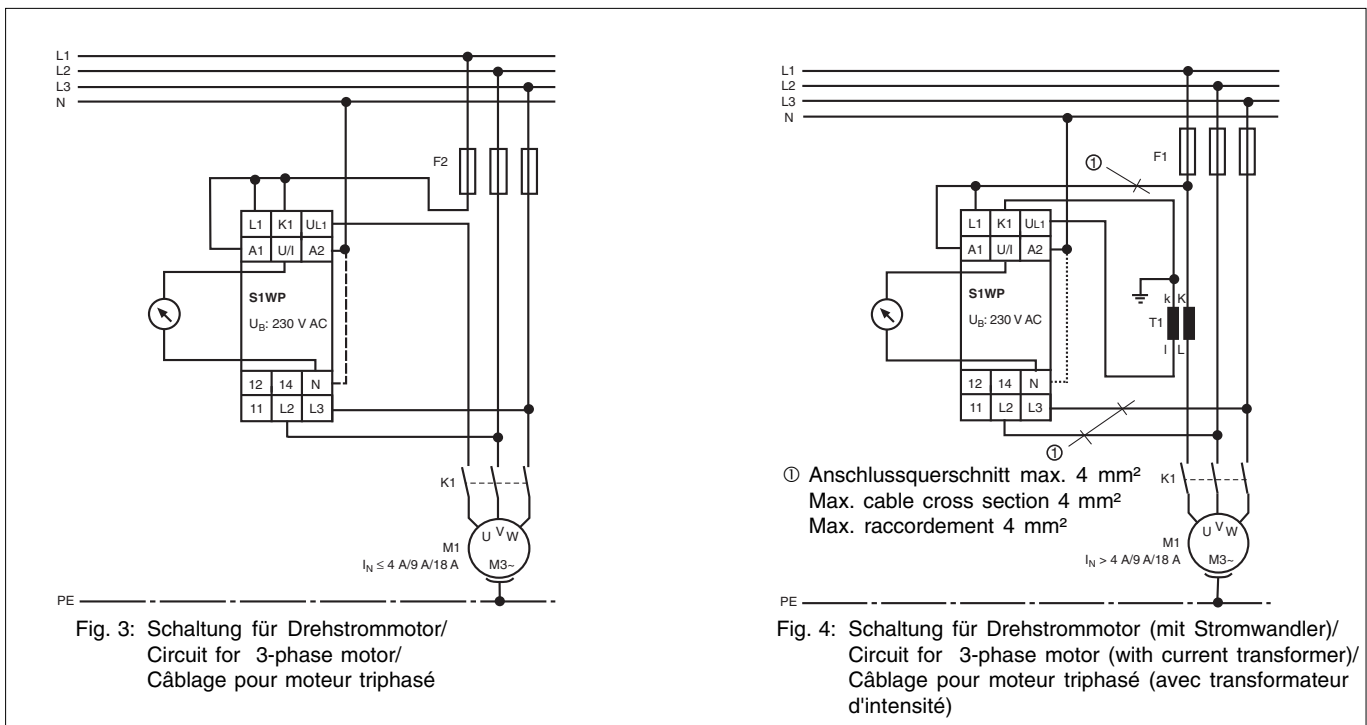 L1
L2
L3
N
F2
L1 K1 UL1
A1 U/I A2
S1WP
UB: 230 V AC
12 14 N
11 L2 L3
K1
U V W
M1
IN ≤ 4 A/9 A/18 A
M3~
PE
Fig. 3: Schaltung für Drehstrommotor/
Circuit for 3-phase motor/
Câblage pour moteur triphasé
L1
L2
L3
N
①
F1
L1 K1 UL1
A1 U/I A2
S1WP
UB: 230 V AC
k K
T1
l L
12 14 N
11 L2 L3
①
① Anschlussquerschnitt max. 4 mm²
Max. cable cross section 4 mm²
Max. raccordement 4 mm²
K1
U V W
M1
IN > 4 A/9 A/18 A
M3~
PE
Fig. 4: Schaltung für Drehstrommotor (mit Stromwandler)/
Circuit for 3-phase motor (with current transformer)/
Câblage pour moteur triphasé (avec transformateur
d'intensité)